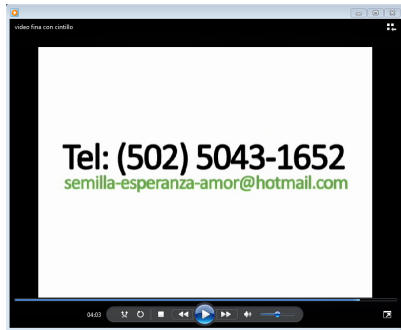 video fina con cintillo
Tel: (502) 5043-1652
semilla-esperanza-amor@hotmail.com
04:03